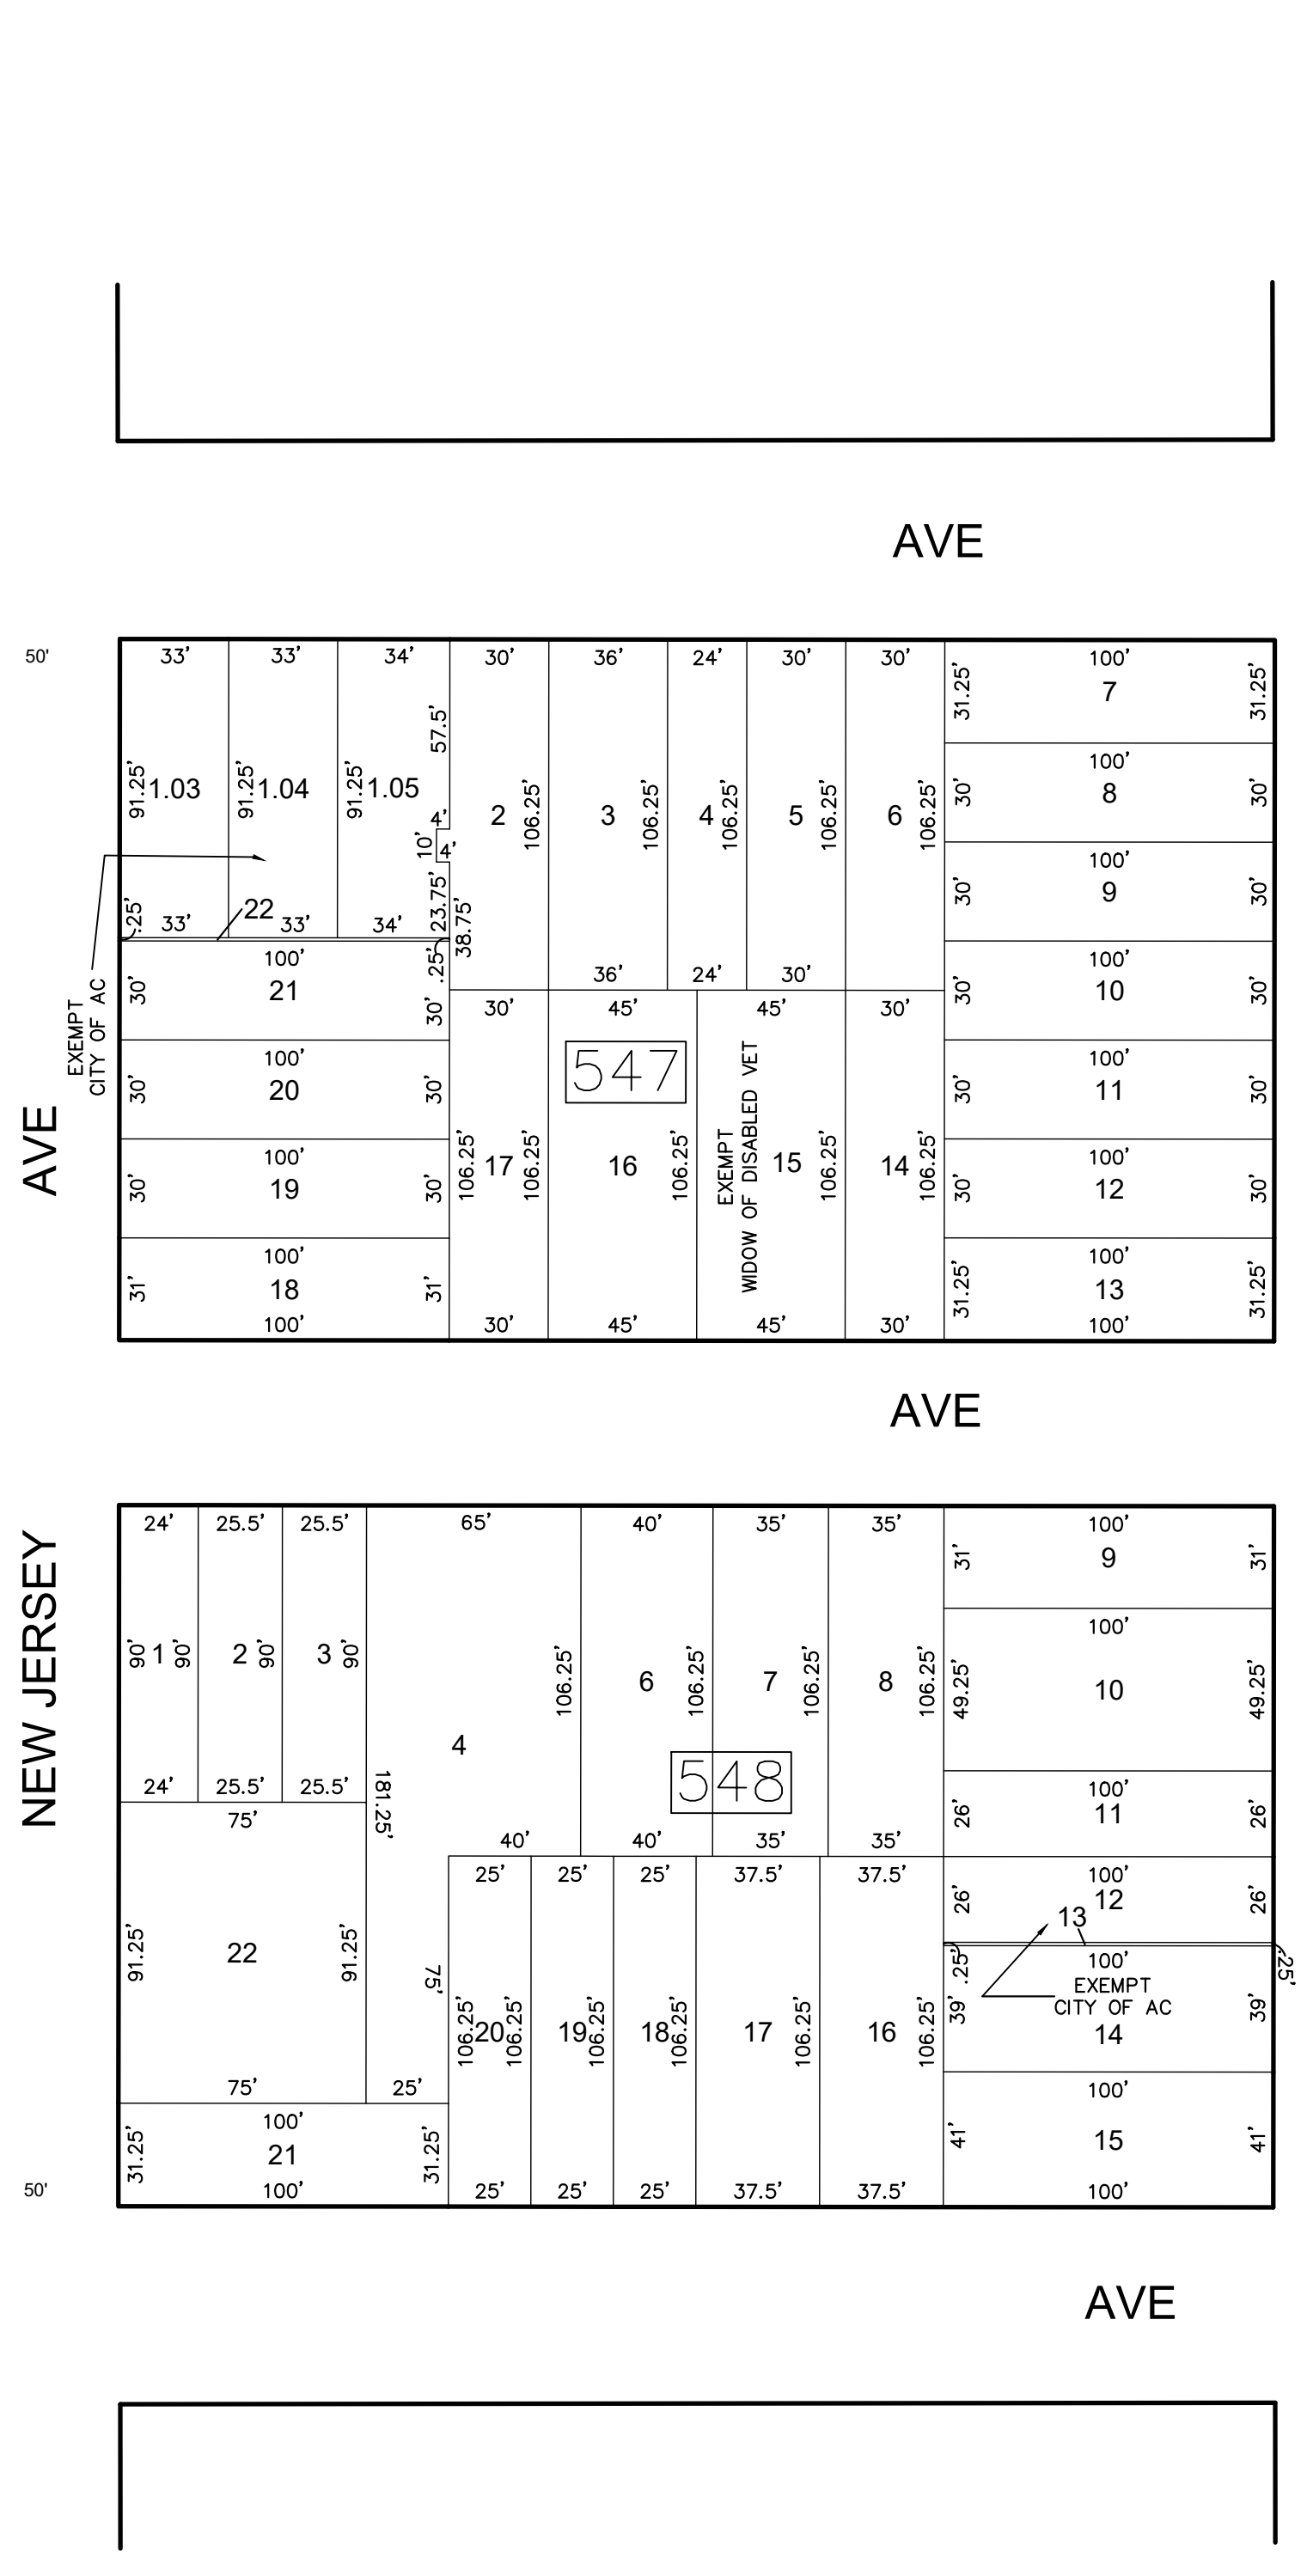 AVE
50'
33' 33' 34' 30' 36' 24' 30' 30' 100'
7
31.25' 31.25'
57.5'
100'
8
30' 30'
91.25' 1.03 91.25' 1.04 91.25' 1.05
4'
10' 4'
2 106.25' 3 106.25' 4 106.25' 5 106.25' 6 106.25'
100'
9
30' 30'
23.75'
38.75'
.25' 33' 22 33' 34'
.25'
100'
21
30' 30'
36' 24' 30'
100'
10
30' 30'
EXEMPT
CITY OF AC
30' 45' 45' 30'
547
100'
20
30' 30'
100'
11
30' 30'
AVE
100'
19
30' 30'
106.25' 17 106.25' 16 106.25' 15 106.25' 14 106.25'
EXEMPT
WIDOW OF DISABLED VET
100'
12
30' 30'
100'
18
31' 31'
100' 30' 45' 45' 30'
100'
13
31.25' 31.25'
100'
AVE
NEW JERSEY
24' 25.5' 25.5' 65' 40' 35' 35' 100'
9
31' 31'
90' 1 90' 2 90' 3 90'
106.25' 6 106.25' 7 106.25' 8 106.25'
100'
10
49.25' 49.25'
4
548
24' 25.5' 25.5'
181.25'
100'
11
26' 26'
75'
40' 40' 35' 35'
25' 25' 25' 37.5' 37.5'
100'
12
26' 26'
13
91.25' 22 91.25'
75'
.25' 100' .25'
EXEMPT
CITY OF AC
39' 14 39'
106.25' 20 106.25' 19 106.25' 18 106.25' 17 106.25' 16 106.25'
75' 25'
100'
100'
21
31.25' 31.25'
41' 15 41'
50'
100' 25' 25' 25' 37.5' 37.5' 100'
AVE